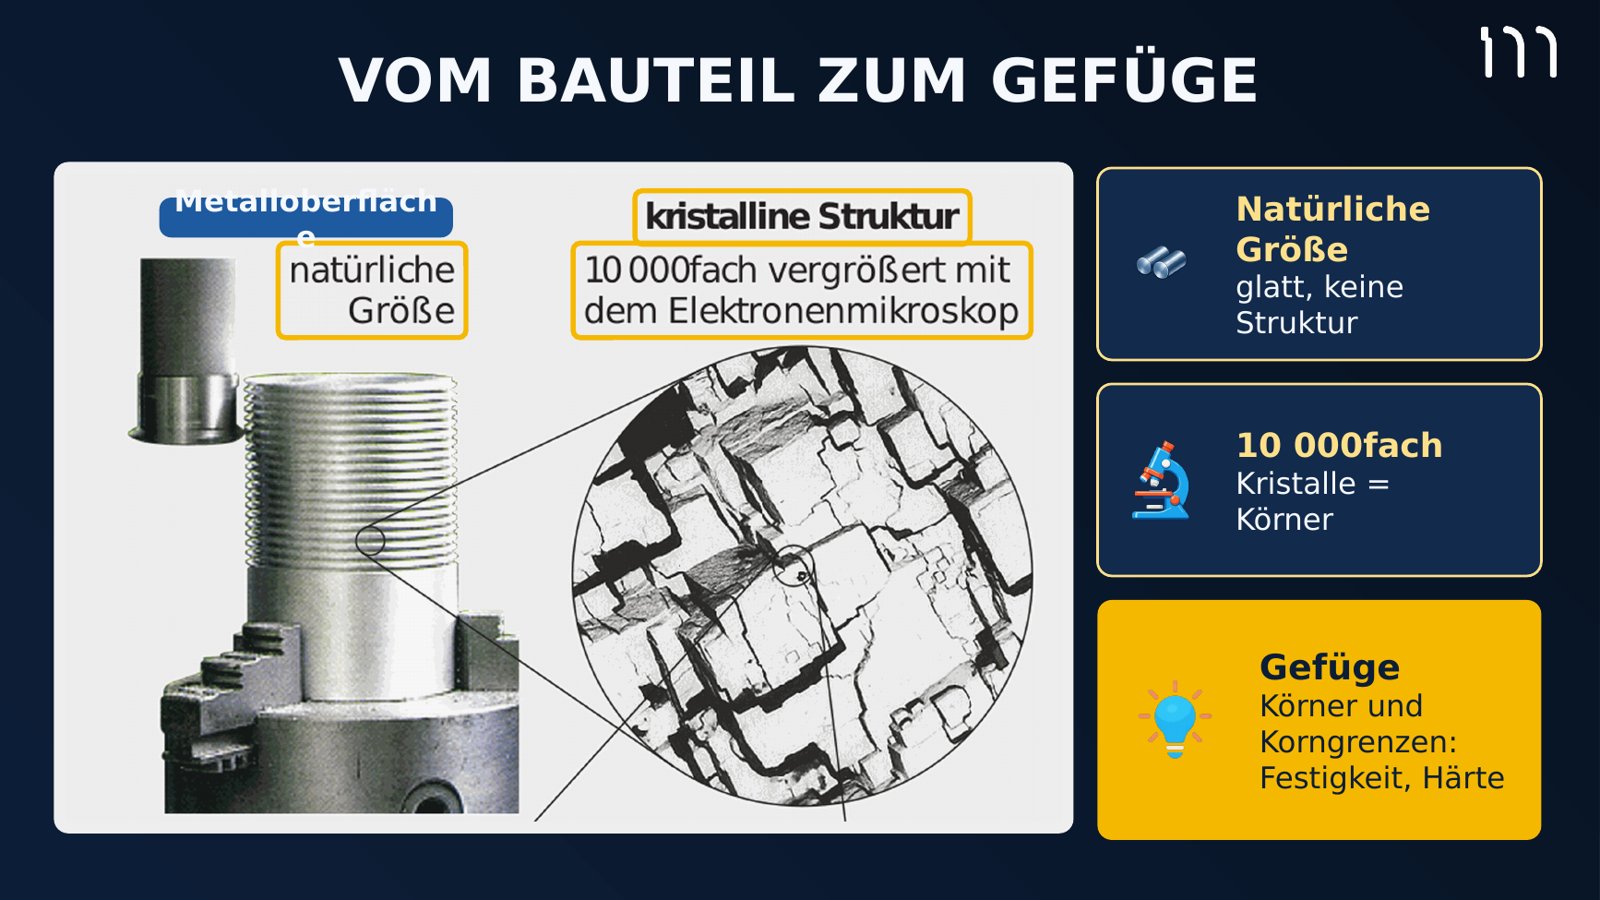 VOM BAUTEIL ZUM GEFÜGE
Metalloberfläch
e
natürliche
Größe
kristalline Struktur
10 000fach vergrößert mit
dem Elektronenmikroskop
Natürliche
Größe
glatt, keine
Struktur
10 000fach
Kristalle =
Körner
Gefüge
Körner und
Korngrenzen:
Festigkeit, Härte